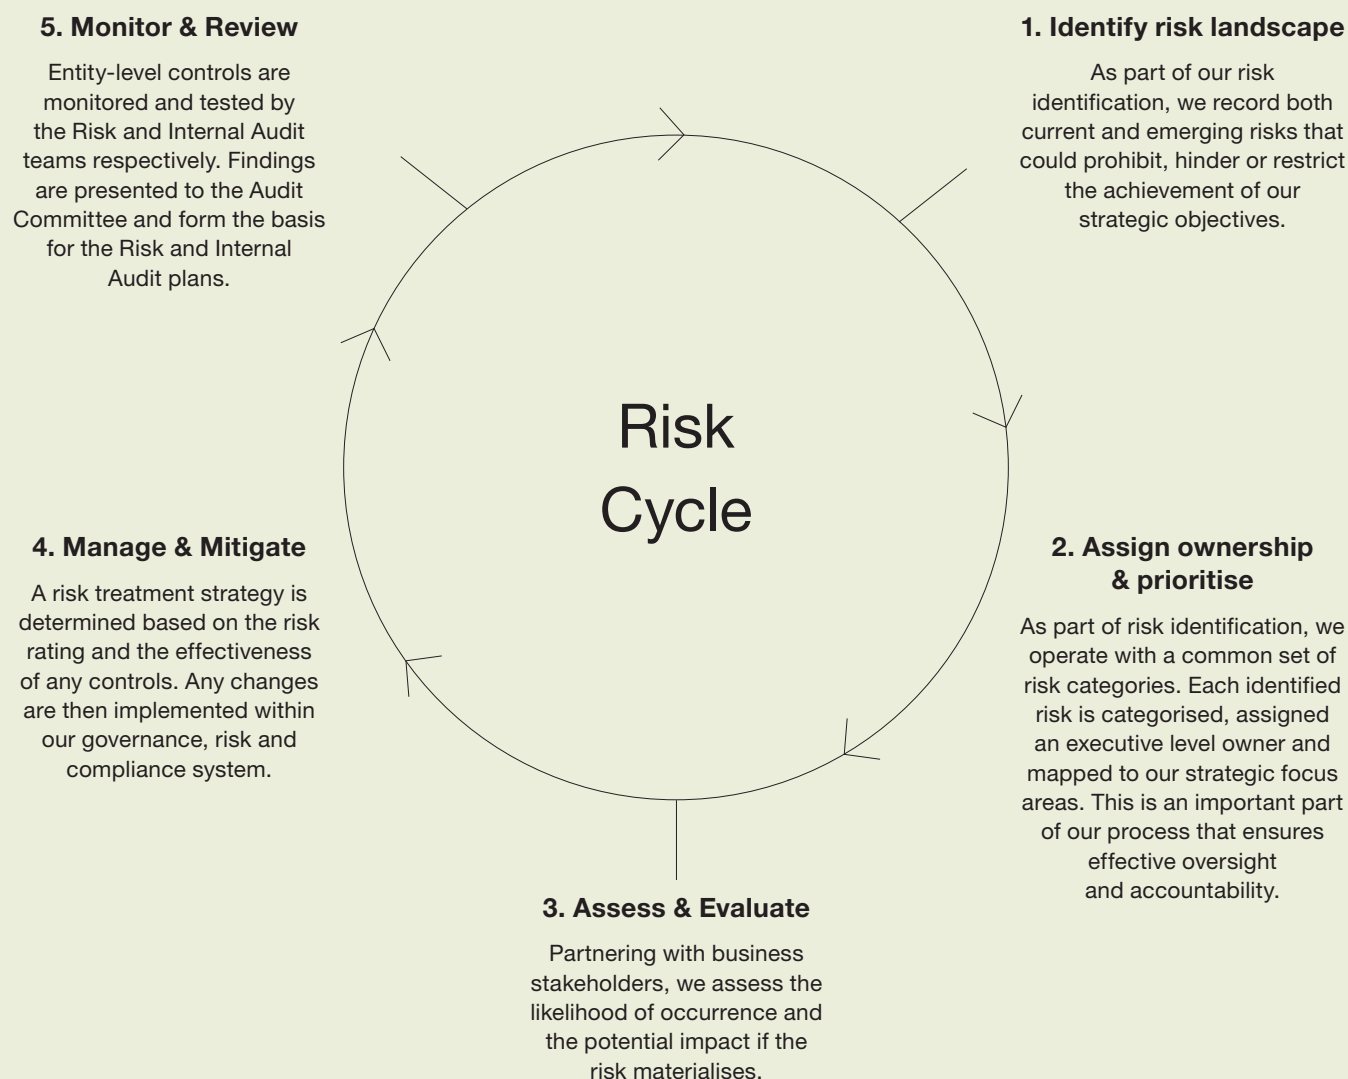 5. Monitor & Review
Entity-level controls are
monitored and tested by
the Risk and Internal Audit
teams respectively. Findings
are presented to the Audit
Committee and form the basis
for the Risk and Internal
Audit plans.
1. Identify risk landscape
As part of our risk
identification, we record both
current and emerging risks that
could prohibit, hinder or restrict
the achievement of our
strategic objectives.
Risk
Cycle
4. Manage & Mitigate
A risk treatment strategy is
determined based on the risk
rating and the effectiveness
of any controls. Any changes
are then implemented within
our governance, risk and
compliance system.
2. Assign ownership
& prioritise
As part of risk identification, we
operate with a common set of
risk categories. Each identified
risk is categorised, assigned
an executive level owner and
mapped to our strategic focus
areas. This is an important part
of our process that ensures
effective oversight
and accountability.
3. Assess & Evaluate
Partnering with business
stakeholders, we assess the
likelihood of occurrence and
the potential impact if the
risk materialises.